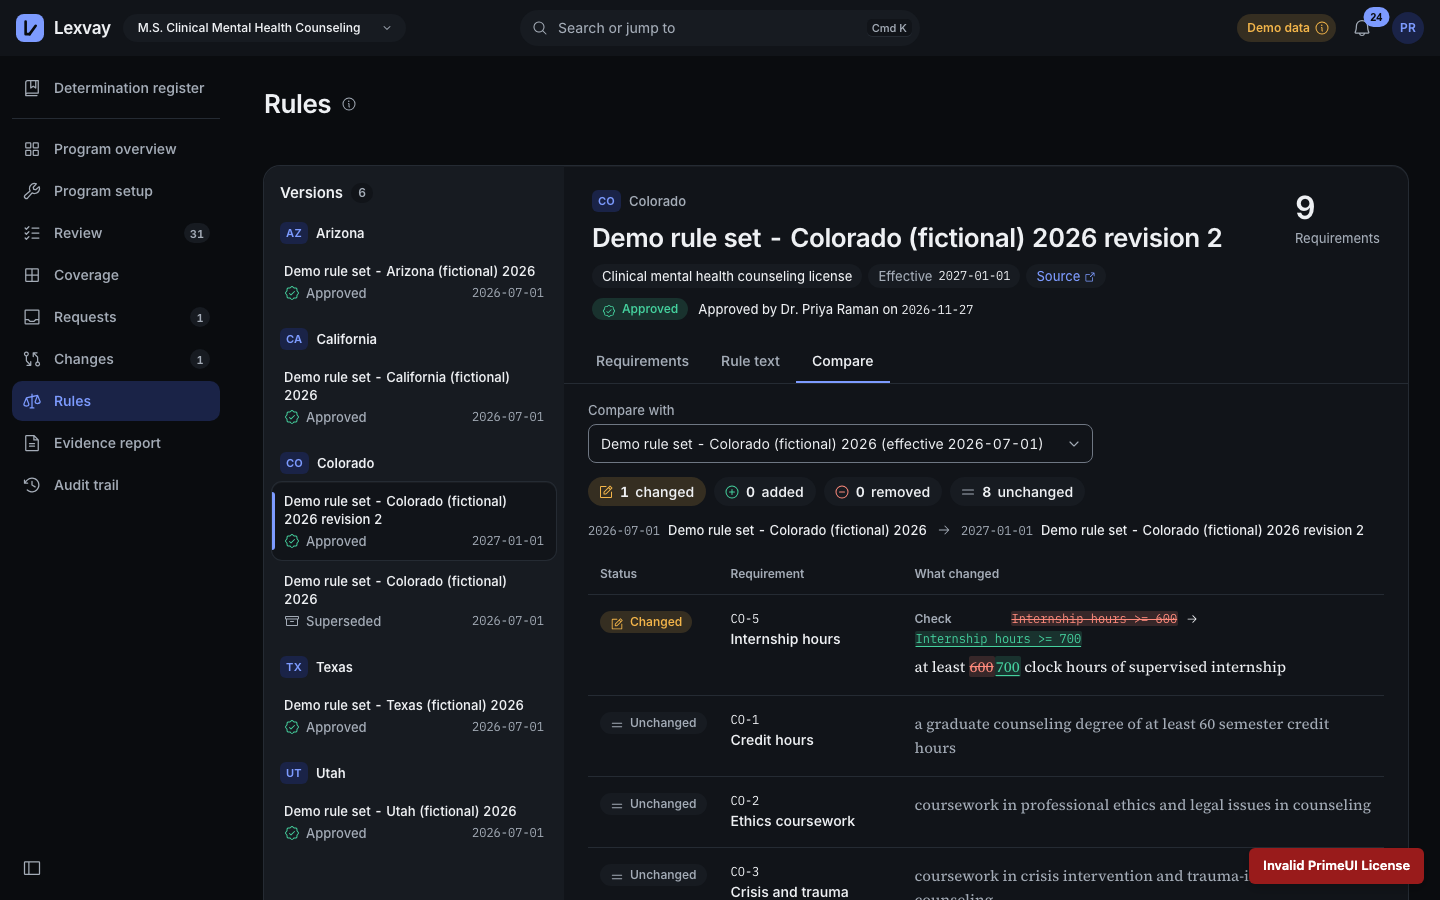 Lexvay
M.S. Clinical Mental Health Counseling
Search or jump to
Cmd K
Demo data
24
PR
Determination register
Program overview
Program setup
Review 31
Coverage
Requests 1
Changes 1
Rules
Evidence report
Audit trail
Rules
Versions 6
AZ Arizona
Demo rule set - Arizona (fictional) 2026
Approved 2026-07-01
CA California
Demo rule set - California (fictional)
2026
Approved 2026-07-01
CO Colorado
Demo rule set - Colorado (fictional)
2026 revision 2
Approved 2027-01-01
Demo rule set - Colorado (fictional)
2026
Superseded 2026-07-01
TX Texas
Demo rule set - Texas (fictional) 2026
Approved 2026-07-01
UT Utah
Demo rule set - Utah (fictional) 2026
Approved 2026-07-01
CO Colorado
Demo rule set - Colorado (fictional) 2026 revision 2
9
Requirements
Clinical mental health counseling license
Effective 2027-01-01
Source
Approved
Approved by Dr. Priya Raman on 2026-11-27
Requirements
Rule text
Compare
Compare with
Demo rule set - Colorado (fictional) 2026 (effective 2026-07-01)
1 changed
0 added
0 removed
8 unchanged
2026-07-01 Demo rule set - Colorado (fictional) 2026 → 2027-01-01 Demo rule set - Colorado (fictional) 2026 revision 2
Status Requirement What changed
Changed
CO-5
Internship hours
Check Internship hours >= 600 →
Internship hours >= 700
at least 600 700 clock hours of supervised internship
Unchanged
CO-1
Credit hours
a graduate counseling degree of at least 60 semester credit
hours
Unchanged
CO-2
Ethics coursework
coursework in professional ethics and legal issues in counseling
Unchanged
CO-3
Crisis and trauma
coursework in crisis intervention and
Invalid PrimeUI License